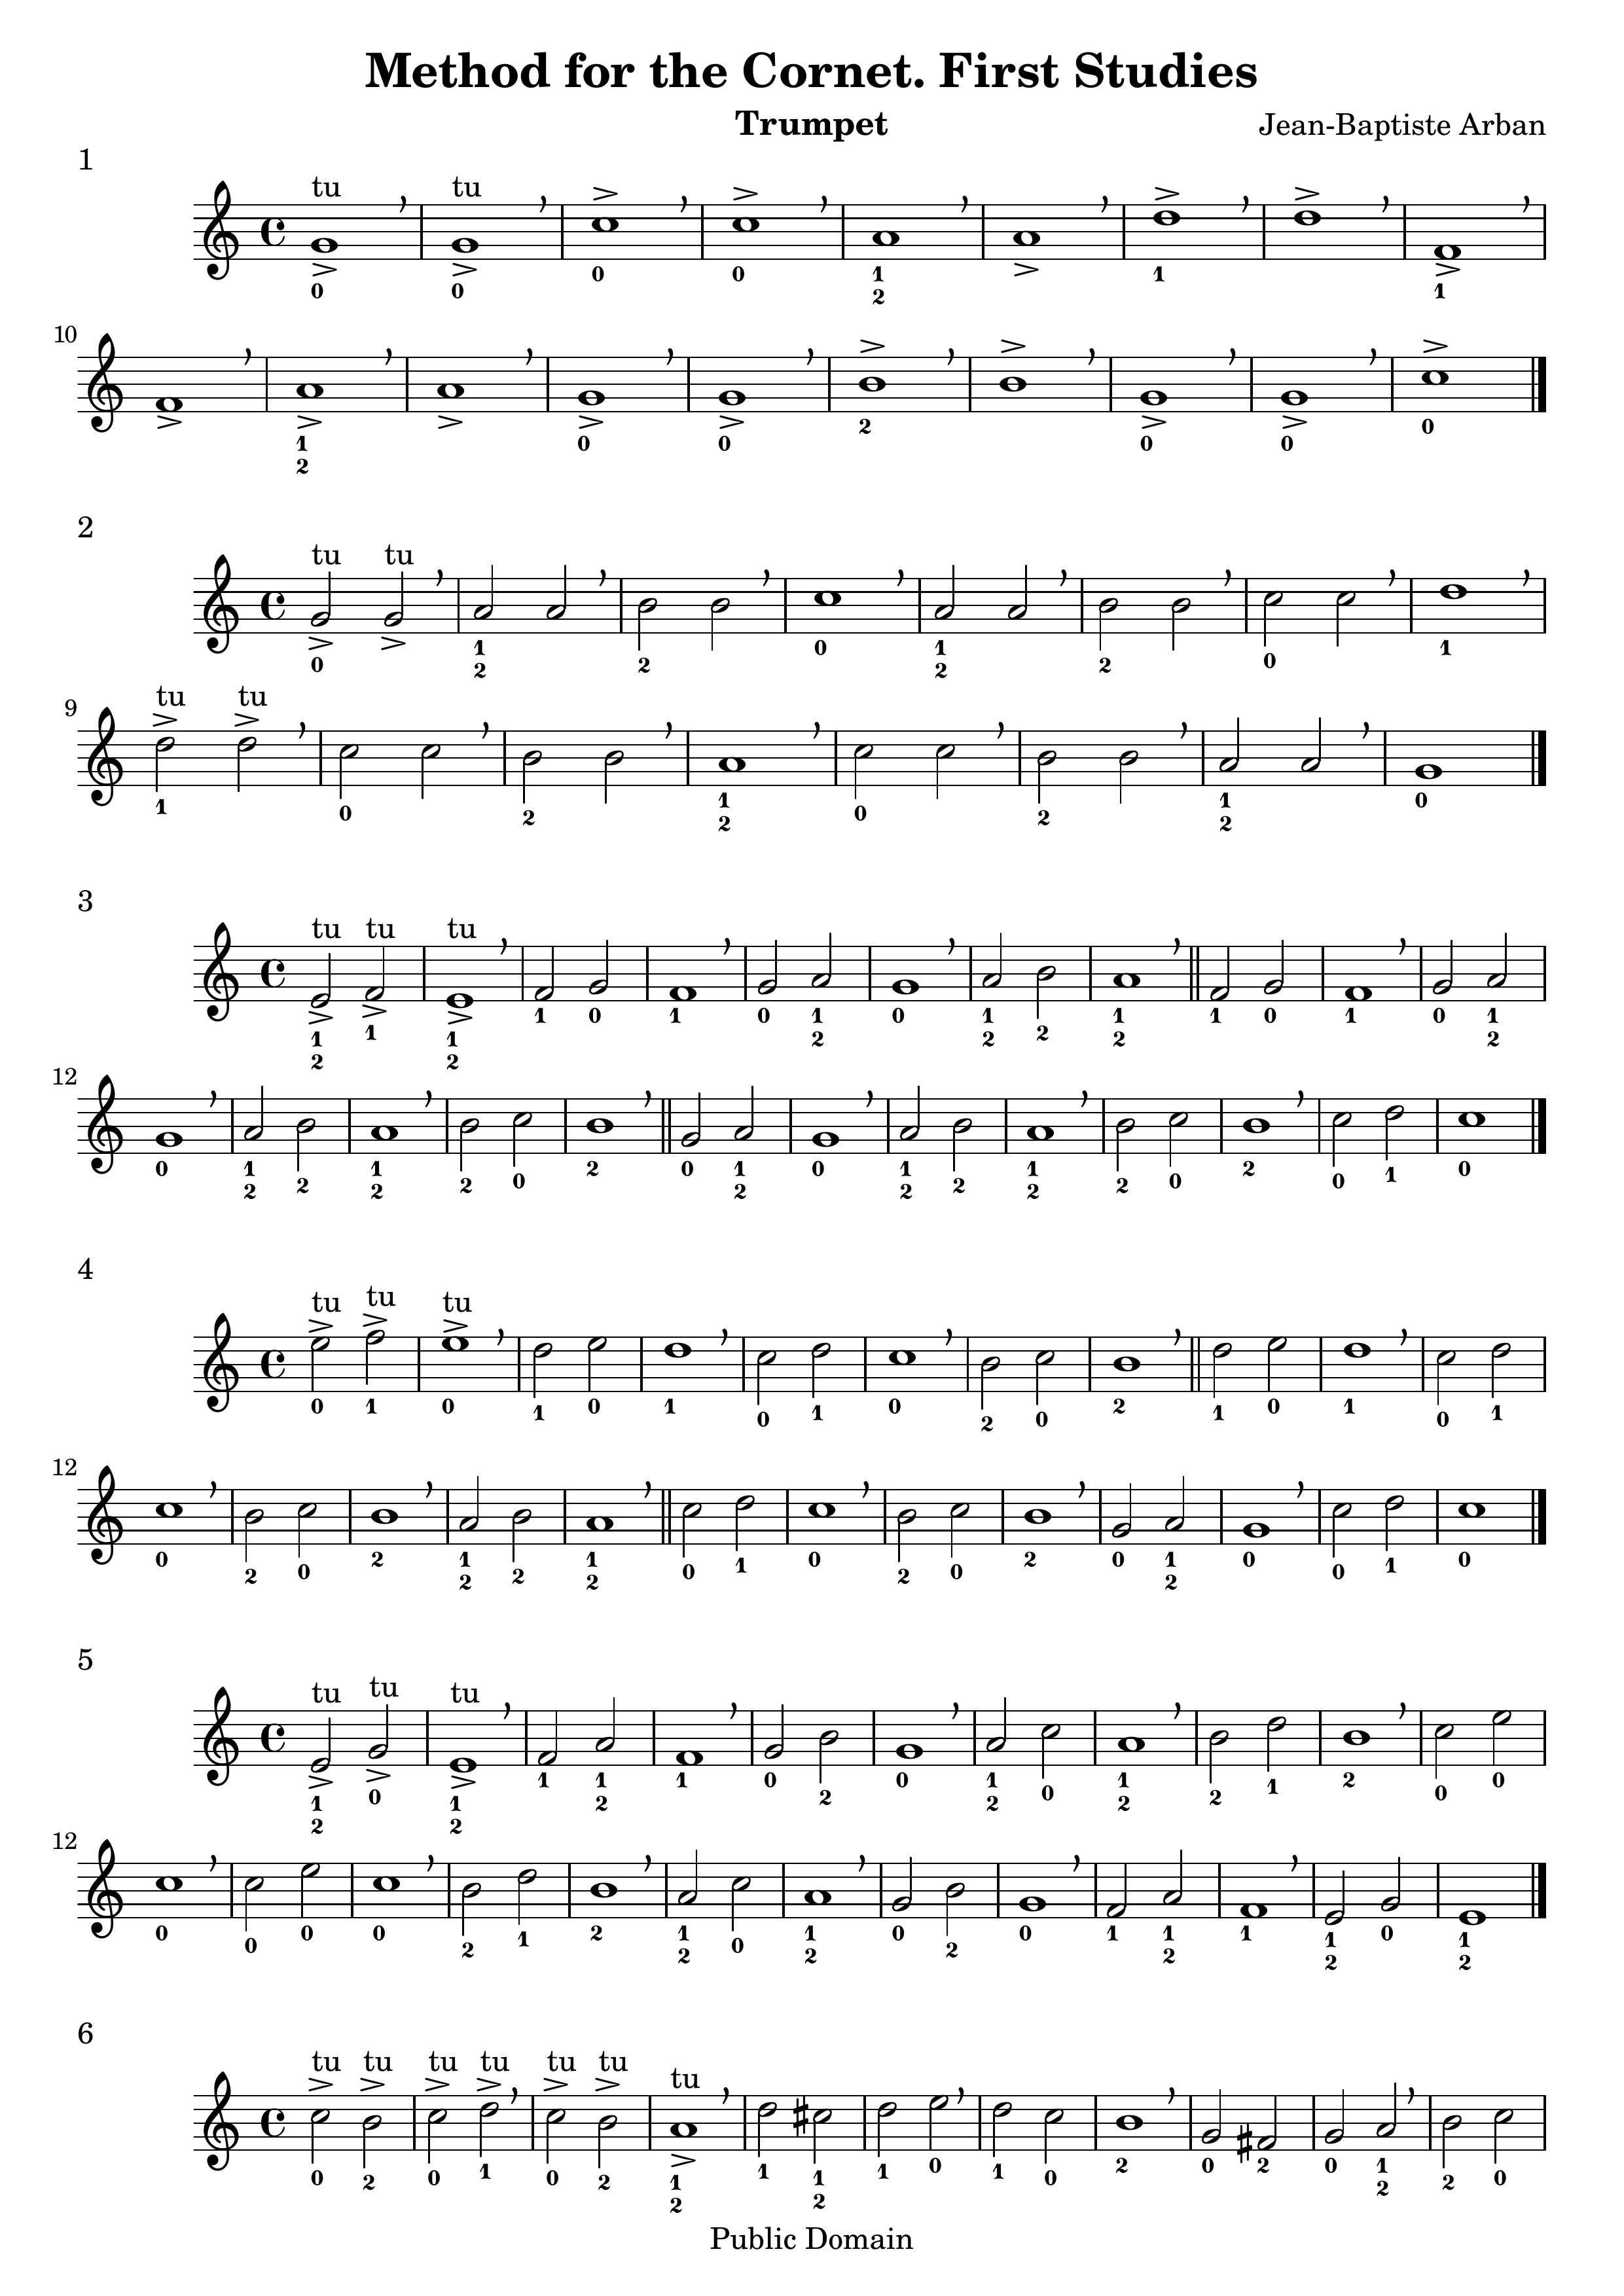 Method for the Cornet. First Studies
Trumpet
Jean-Baptiste Arban
1
tu tu
0 0 0 0 1 2 1 1
10
1 2 0 0 2 0 0 0
2
tu tu
0 1 2 2 0 1 2 2 0 1
9
tu tu
1 0 2 1 2 0 2 1 2 0
3
tu tu tu
1 2 1 1 2 1 0 1 0 1 2 0 1 2 2 1 2 1 0 1 0 1 2
12
0 1 2 2 1 2 2 0 2 0 1 2 0 1 2 2 1 2 2 0 2 0 1 0
4
tu tu tu
0 1 0 1 0 1 0 1 0 2 0 2 1 0 1 0 1
12
0 2 0 2 1 2 2 1 2 0 1 0 2 0 2 0 1 2 0 0 1 0
5
tu tu tu
1 2 0 1 2 1 1 2 1 0 2 0 1 2 0 1 2 2 1 2 0 0
12
0 0 0 0 2 1 2 1 2 0 1 2 0 2 0 1 1 2 1 1 2 0 1 2
6
tu tu tu tu tu tu tu
0 2 0 1 0 2 1 2 1 1 2 1 0 1 0 2 0 2 0 1 2 2 0
Public Domain